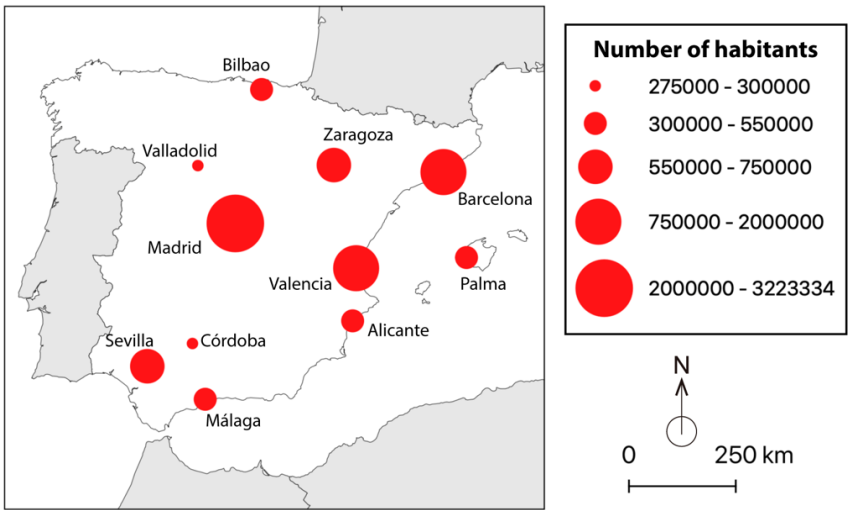 Bilbao
Zaragoza
Valladolid
Barcelona
Madrid
Valencia
Palma
Alicante
Sevilla
Córdoba
Málaga
Number of habitants
275000 - 300000
300000 - 550000
550000 - 750000
750000 - 2000000
2000000 - 3223334
N
0 250 km